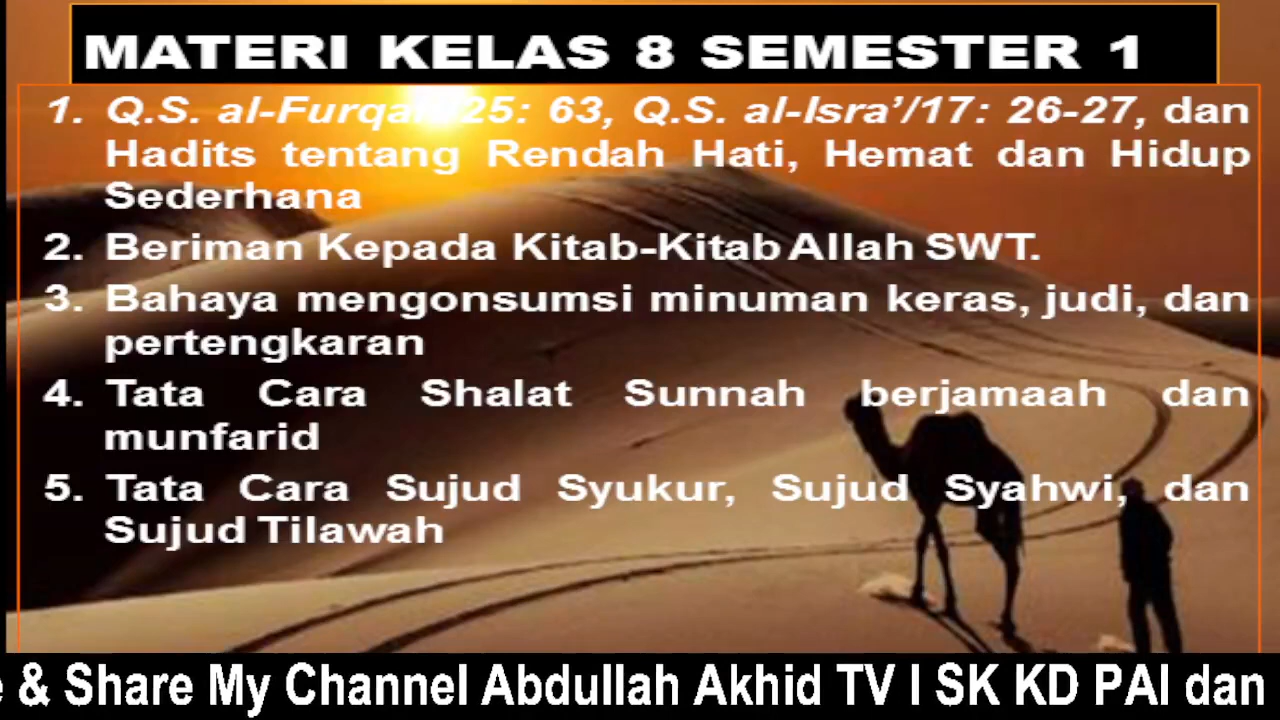 MATERI KELAS 8 SEMESTER 1
1. Q.S. al-Furqan/25: 63, Q.S. al-Isra’/17: 26-27, dan
Hadits tentang Rendah Hati, Hemat dan Hidup
Sederhana
2. Beriman Kepada Kitab-Kitab Allah SWT.
3. Bahaya mengonsumsi minuman keras, judi, dan
pertengkaran
4. Tata Cara Shalat Sunnah berjamaah dan
munfarid
5. Tata Cara Sujud Syukur, Sujud Syahwi, dan
Sujud Tilawah
& Share My Channel Abdullah Akhid TV I SK KD PAI dan